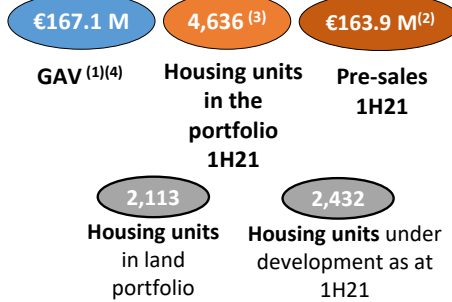 €167.1 M
4,636 (3)
€163.9 M(2)
GAV (1)(4)
Housing units
in the
portfolio
1H21
Pre-sales
1H21
2,113
2,432
Housing units
in land
portfolio
Housing units under
development as at
1H21